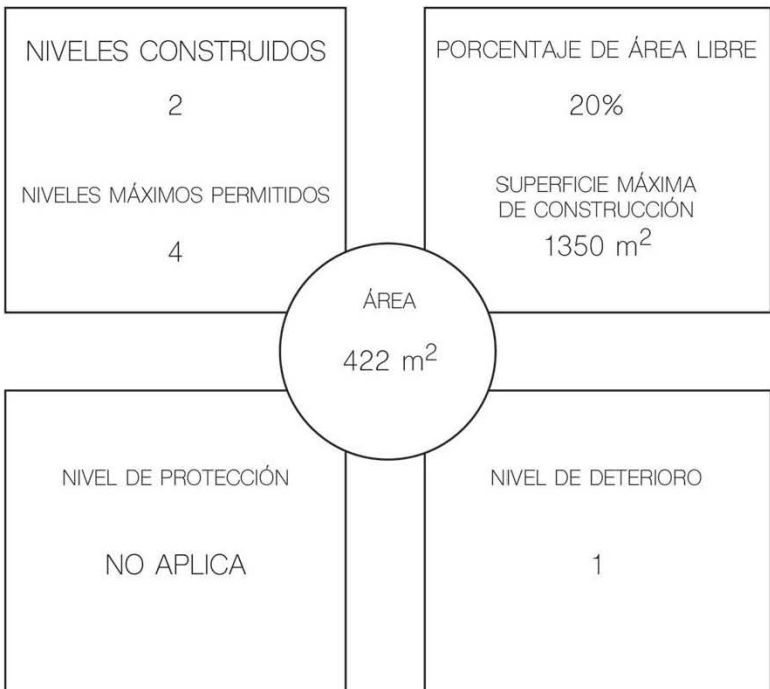 NIVELES CONSTRUIDOS
2
NIVELES MÁXIMOS PERMITIDOS
4
PORCENTAJE DE ÁREA LIBRE
20%
SUPERFICIE MÁXIMA
DE CONSTRUCCIÓN
1350 m²
ÁREA
422 m²
NIVEL DE PROTECCIÓN
NO APLICA
NIVEL DE DETERIORO
1